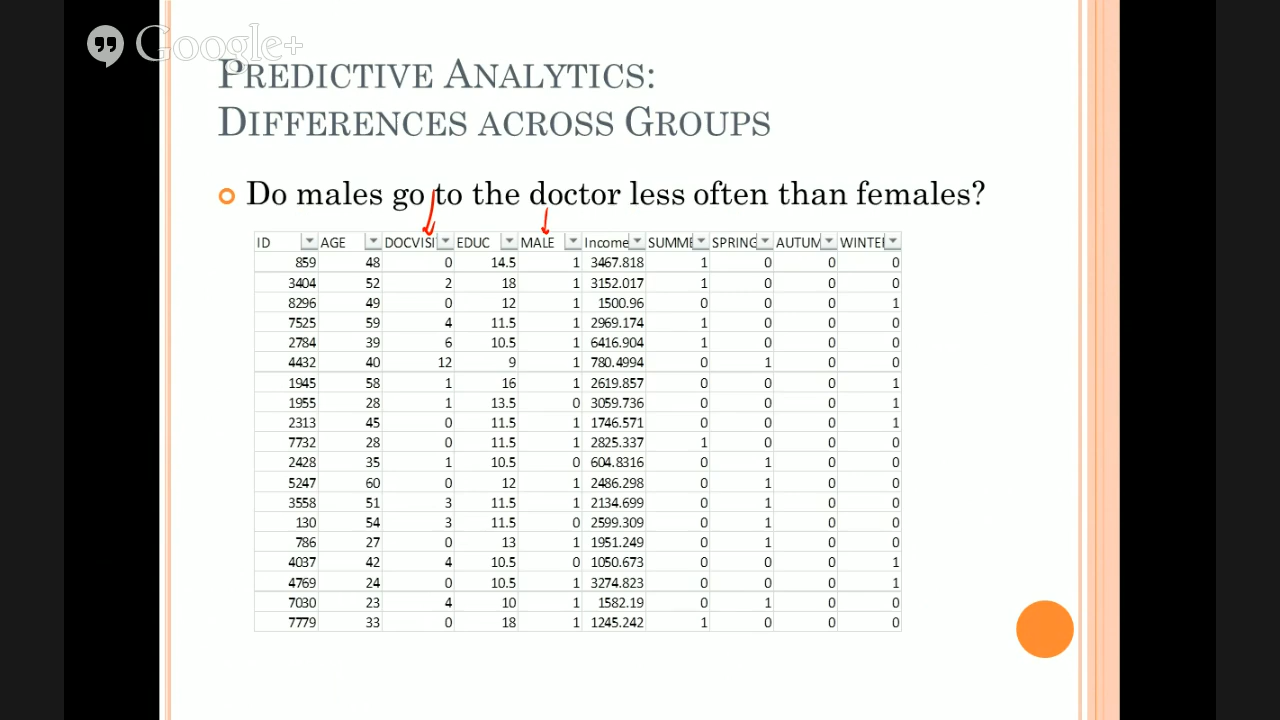 Google+
PREDICTIVE ANALYTICS:
DIFFERENCES ACROSS GROUPS
Do males go to the doctor less often than females?
ID AGE DOCVISI EDUC MALE Income SUMME SPRING AUTUM WINTEI
859 48 0 14.5 1 3467.818 1 0 0 0
3404 52 2 18 1 3152.017 1 0 0 0
8296 49 0 12 1 1500.96 0 0 0 1
7525 59 4 11.5 1 2969.174 1 0 0 0
2784 39 6 10.5 1 6416.904 1 0 0 0
4432 40 12 9 1 780.4994 0 1 0 0
1945 58 1 16 1 2619.857 0 0 0 1
1955 28 1 13.5 0 3059.736 0 0 0 1
2313 45 0 11.5 1 1746.571 0 0 0 1
7732 28 0 11.5 1 2825.337 1 0 0 0
2428 35 1 10.5 0 604.8316 0 1 0 0
5247 60 0 12 1 2486.298 0 1 0 0
3558 51 3 11.5 1 2134.699 0 1 0 0
130 54 3 11.5 0 2599.309 0 1 0 0
786 27 0 13 1 1951.249 0 1 0 0
4037 42 4 10.5 0 1050.673 0 0 0 1
4769 24 0 10.5 1 3274.823 0 0 0 1
7030 23 4 10 1 1582.19 0 1 0 0
7779 33 0 18 1 1245.242 1 0 0 0